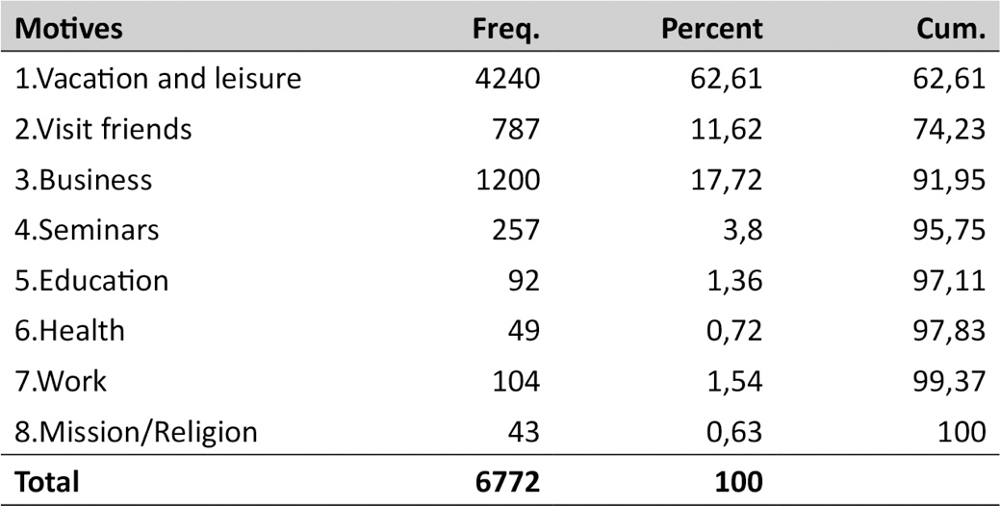 Motives Freq. Percent Cum.
1.Vacation and leisure 4240 62,61 62,61
2.Visit friends 787 11,62 74,23
3.Business 1200 17,72 91,95
4.Seminars 257 3,8 95,75
5.Education 92 1,36 97,11
6.Health 49 0,72 97,83
7.Work 104 1,54 99,37
8.Mission/Religion 43 0,63 100
Total 6772 100